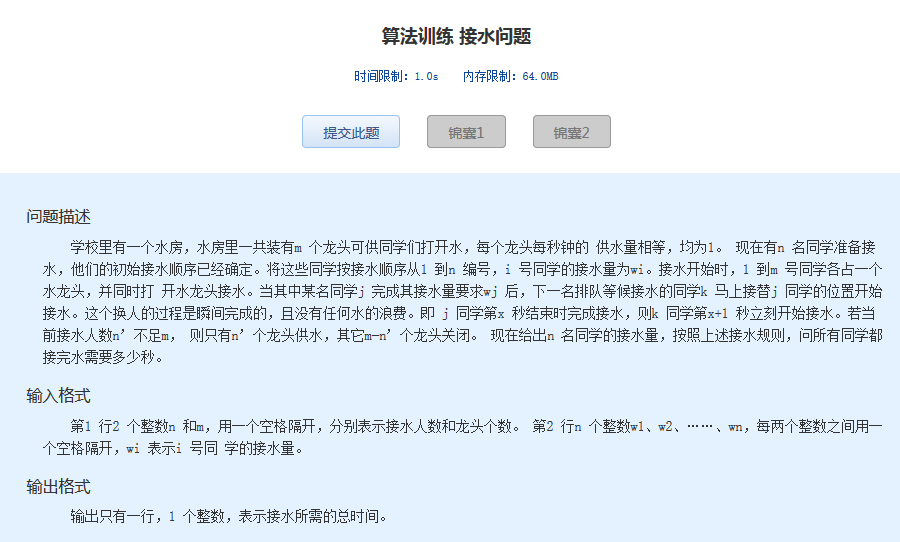 算法训练 接水问题
时间限制：1.0s 内存限制：64.0MB
提交此题 锦囊1 锦囊2
问题描述
学校里有一个水房，水房里一共装有m 个龙头可供同学们打开水，每个龙头每秒钟的 供水量相等，均为1。 现在有n 名同学准备接
水，他们的初始接水顺序已经确定。将这些同学按接水顺序从1 到n 编号，i 号同学的接水量为wi。接水开始时，1 到m 号同学各占一个
水龙头，并同时打 开水龙头接水。当其中某名同学j 完成其接水量要求wj 后，下一名排队等候接水的同学k 马上接替j 同学的位置开始
接水。这个换人的过程是瞬间完成的，且没有任何水的浪费。即 j 同学第x 秒结束时完成接水，则k 同学第x+1 秒立刻开始接水。若当
前接水人数n’不足m， 则只有n’个龙头供水，其它m−n’个龙头关闭。 现在给出n 名同学的接水量，按照上述接水规则，问所有同学都
接完水需要多少秒。
输入格式
第1 行2 个整数n 和m，用一个空格隔开，分别表示接水人数和龙头个数。 第2 行n 个整数w1、w2、……、wn，每两个整数之间用一
个空格隔开，wi 表示i 号同 学的接水量。
输出格式
输出只有一行，1 个整数，表示接水所需的总时间。